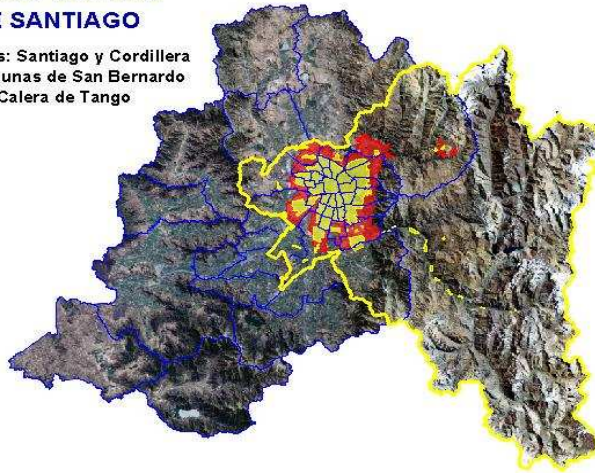 E SANTIAGO
s: Santiago y Cordillera
unas de San Bernardo
Calera de Tango